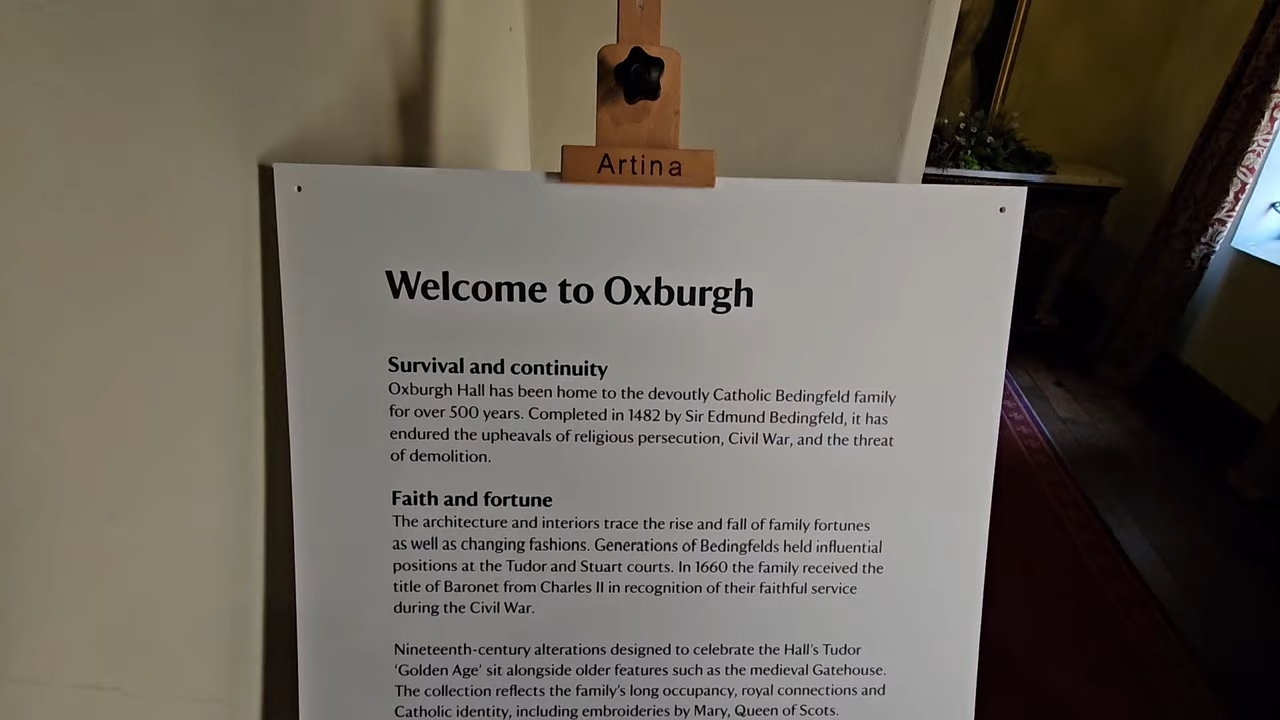 Artina
Welcome to Oxburgh
Survival and continuity
Oxburgh Hall has been home to the devoutly Catholic Bedingfeld family
for over 500 years. Completed in 1482 by Sir Edmund Bedingfeld, it has
endured the upheavals of religious persecution, Civil War, and the threat
of demolition.
Faith and fortune
The architecture and interiors trace the rise and fall of family fortunes
as well as changing fashions. Generations of Bedingfelds held influential
positions at the Tudor and Stuart courts. In 1660 the family received the
title of Baronet from Charles II in recognition of their faithful service
during the Civil War.
Nineteenth-century alterations designed to celebrate the Hall's Tudor
'Golden Age' sit alongside older features such as the medieval Gatehouse.
The collection reflects the family's long occupancy, royal connections and
Catholic identity, including embroideries by Mary, Queen of Scots.